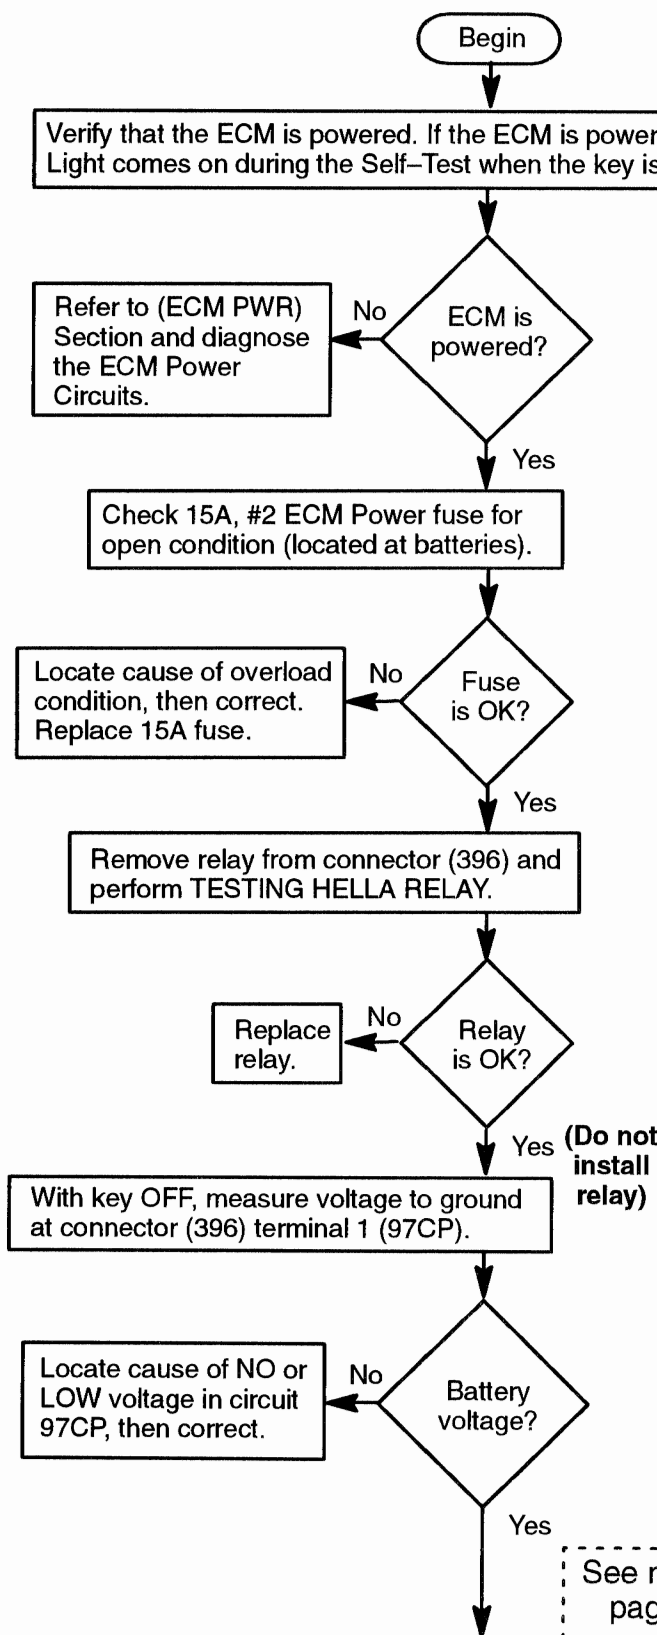 Begin
Verify that the ECM is powered. If the ECM is power
Light comes on during the Self–Test when the key is
ECM is
powered?
No
Refer to (ECM PWR)
Section and diagnose
the ECM Power
Circuits.
Yes
Check 15A, #2 ECM Power fuse for
open condition (located at batteries).
Fuse
is OK?
No
Locate cause of overload
condition, then correct.
Replace 15A fuse.
Yes
Remove relay from connector (396) and
perform TESTING HELLA RELAY.
Relay
is OK?
No
Replace
relay.
Yes
(Do not
install
relay)
With key OFF, measure voltage to ground
at connector (396) terminal 1 (97CP).
Battery
voltage?
No
Locate cause of NO or
LOW voltage in circuit
97CP, then correct.
Yes
See